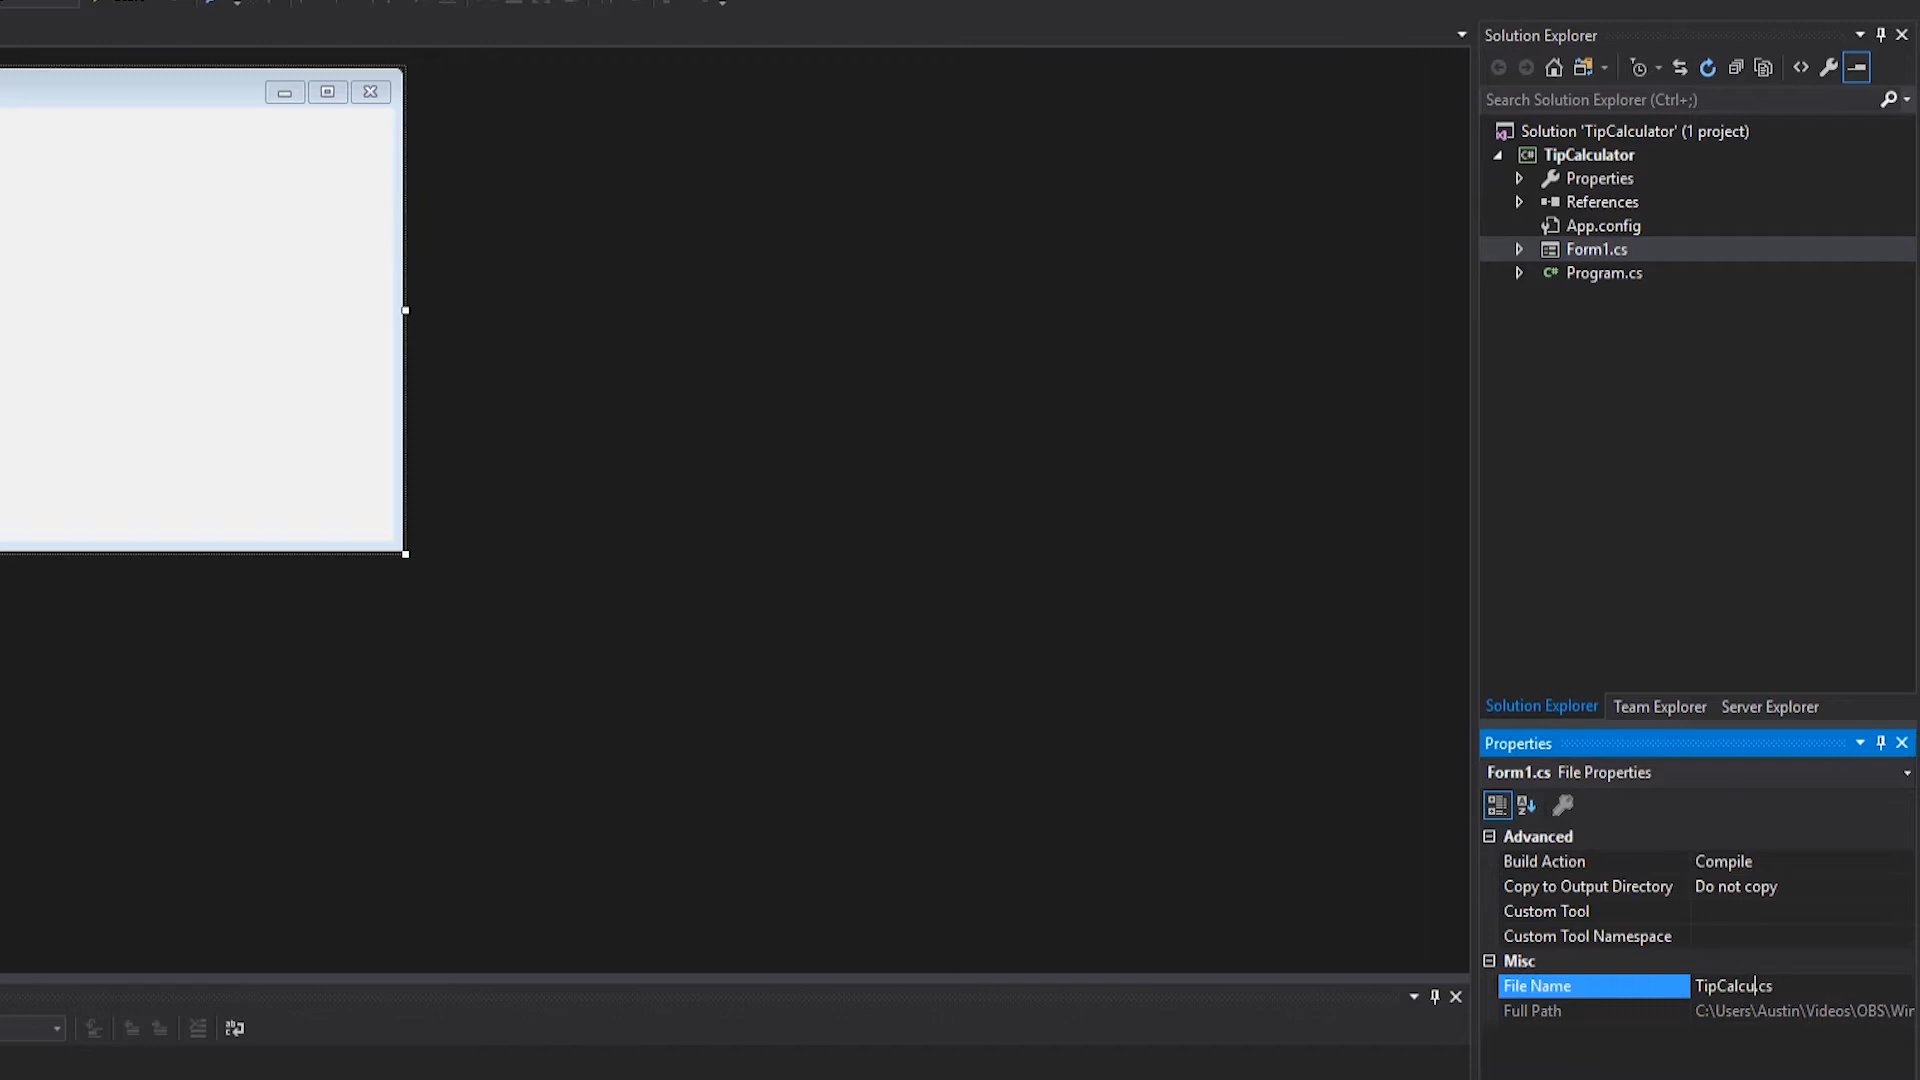 Solution Explorer
Search Solution Explorer (Ctrl+;)
Solution 'TipCalculator' (1 project)
C# TipCalculator
Properties
References
App.config
Form1.cs
C# Program.cs
Solution Explorer Team Explorer Server Explorer
Properties
Form1.cs File Properties
Advanced
Build Action Compile
Copy to Output Directory Do not copy
Custom Tool
Custom Tool Namespace
Misc
File Name TipCalcu.cs
Full Path C:\Users\Austin\Videos\OBS\Wir